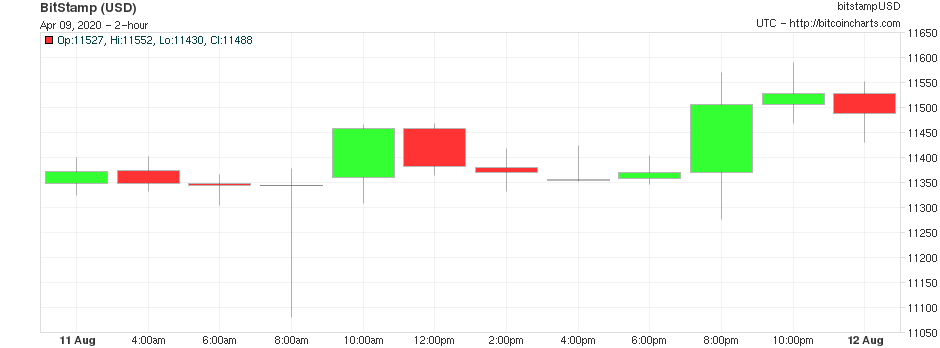 BitStamp (USD)
bitstampUSD
Apr 09, 2020 - 2-hour
UTC - http://bitcoincharts.com
Op:11527, Hi:11552, Lo:11430, Cl:11488
11650
11600
11550
11500
11450
11400
11350
11300
11250
11200
11150
11100
11050
11 Aug 4:00am 6:00am 8:00am 10:00am 12:00pm 2:00pm 4:00pm 6:00pm 8:00pm 10:00pm 12 Aug